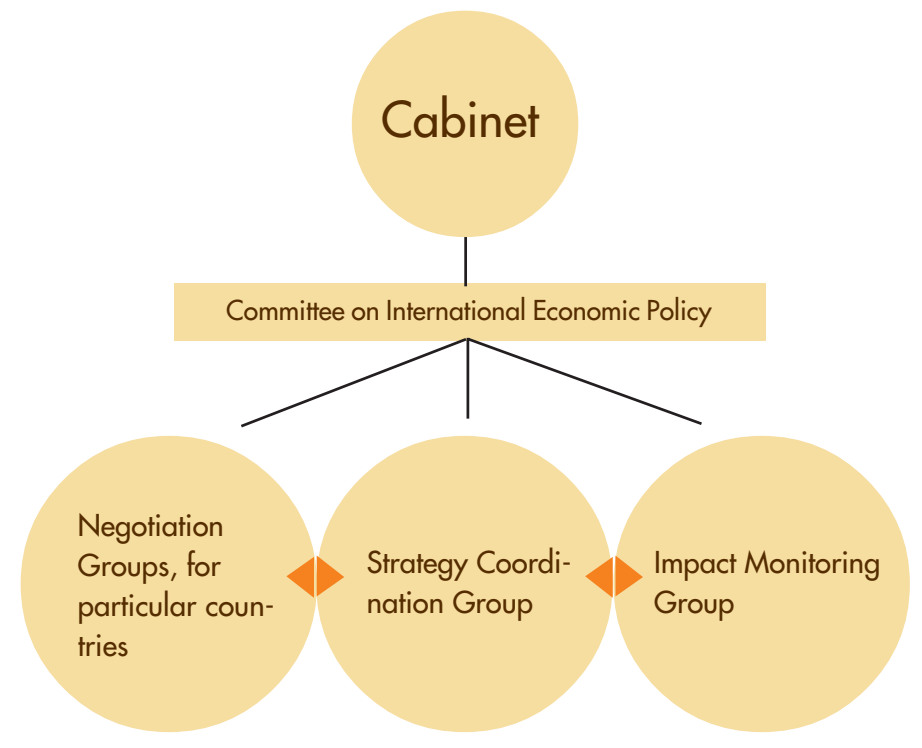 Cabinet
Committee on International Economic Policy
Negotiation
Groups, for
particular coun-
tries
Strategy Coordi-
nation Group
Impact Monitoring
Group